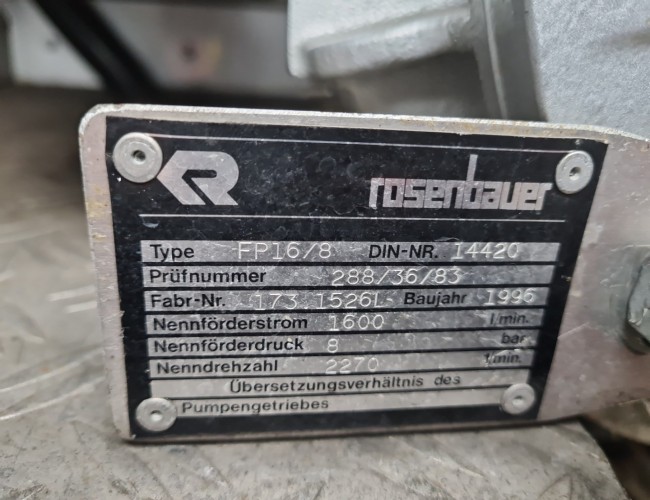 R rosenbauer
Type FP16/8 DIN-NR. 14420
Prüfnummer 288/36/83
Fabr-Nr. 173 1526L Baujahr 1995
Nennförderstrom 1600 l/min.
Nennförderdruck 8 bar
Nenndrehzahl 2270 1/min.
Übersetzungsverhältnis des
Pumpengetriebes